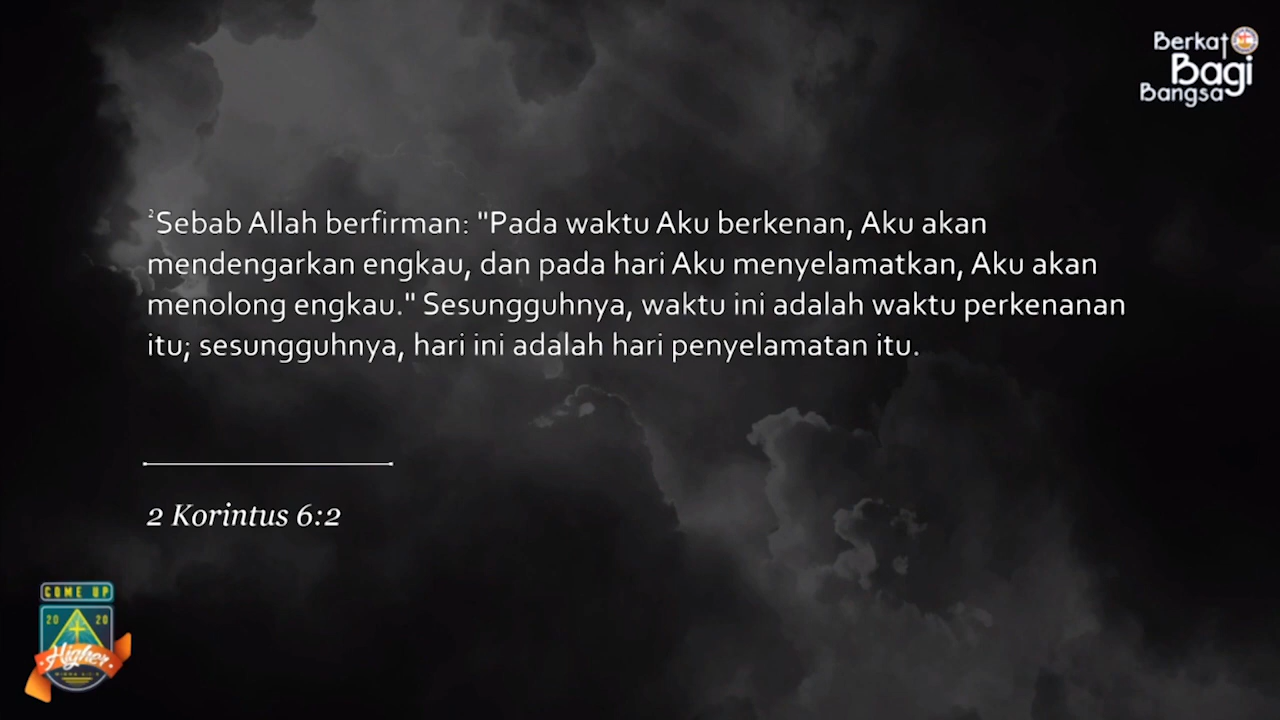 Berkat
Bagi
Bangsa
²Sebab Allah berfirman: "Pada waktu Aku berkenan, Aku akan
mendengarkan engkau, dan pada hari Aku menyelamatkan, Aku akan
menolong engkau." Sesungguhnya, waktu ini adalah waktu perkenanan
itu; sesungguhnya, hari ini adalah hari penyelamatan itu.
2 Korintus 6:2
COME UP
20 20
Higher